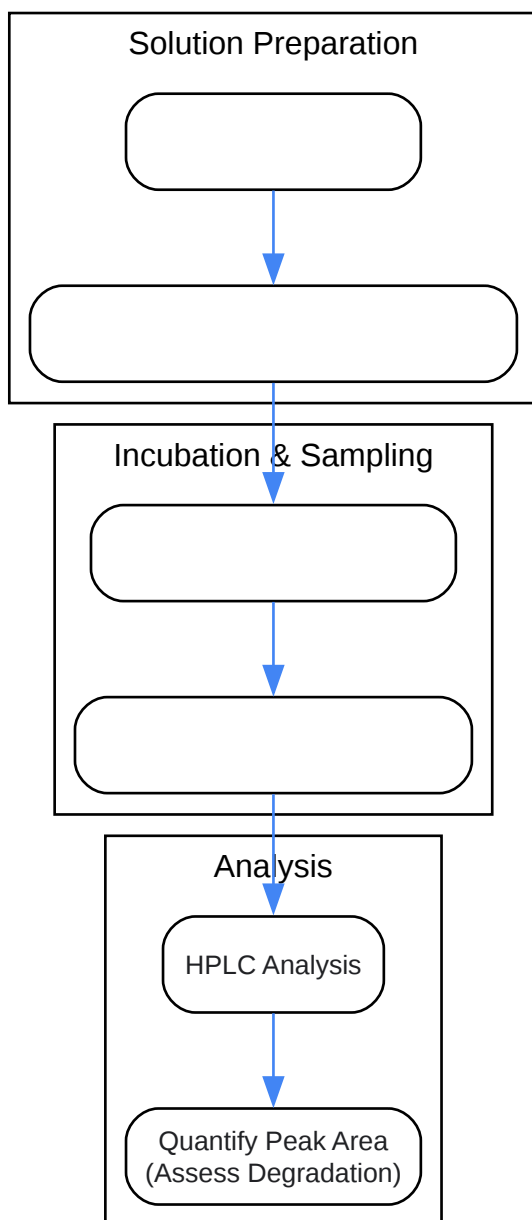 Solution Preparation
Incubation & Sampling
Analysis
HPLC Analysis
Quantify Peak Area
(Assess Degradation)